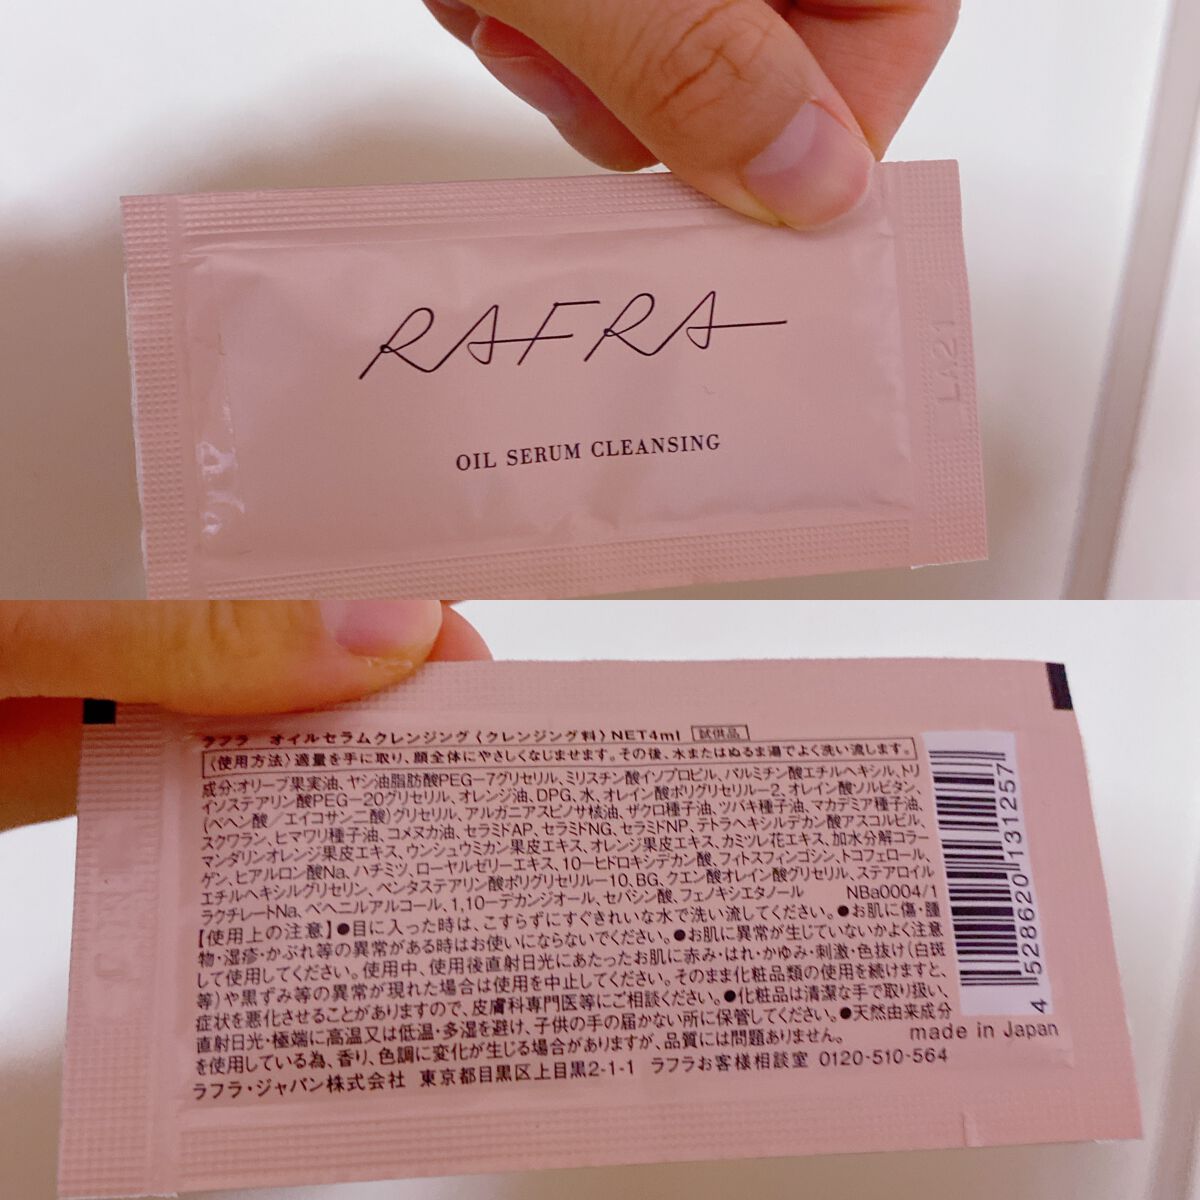 RAFRA
OIL SERUM CLEANSING
LA21
ラフラ オイルセラムクレンジング〈クレンジング料〉NET4ml 試供品
〈使用方法〉適量を手に取り、顔全体にやさしくなじませます。その後、水またはぬるま湯でよく洗い流します。
成分:オリーブ果実油、ヤシ油脂肪酸PEG-7グリセリル、ミリスチン酸イソプロピル、パルミチン酸エチルヘキシル、トリ
イソステアリン酸PEG-20グリセリル、オレンジ油、DPG、水、オレイン酸ポリグリセリル-2、オレイン酸ソルビタン、
(ベヘン酸/エイコサン二酸)グリセリル、アルガニアスピノサ核油、ザクロ種子油、ツバキ種子油、マカデミア種子油、
スクワラン、ヒマワリ種子油、コメヌカ油、セラミドAP、セラミドNG、セラミドNP、テトラヘキシルデカン酸アスコルビル、
マンダリンオレンジ果皮エキス、ウンシュウミカン果皮エキス、オレンジ果皮エキス、カミツレ花エキス、加水分解コラー
ゲン、ヒアルロン酸Na、ハチミツ、ローヤルゼリーエキス、10-ヒドロキシデカン酸、フィトスフィンゴシン、トコフェロール、
エチルヘキシルグリセリン、ペンタステアリン酸ポリグリセリル-10、BG、クエン酸オレイン酸グリセリル、ステアロイル
ラクチレートNa、ベヘニルアルコール、1,10-デカンジオール、セバシン酸、フェノキシエタノール NBa0004/1
【使用上の注意】●目に入った時は、こすらずにすぐきれいな水で洗い流してください。●お肌に傷・腫
物・湿疹・かぶれ等の異常がある時はお使いにならないでください。●お肌に異常が生じていないかよく注意
して使用してください。使用中、使用後直射日光にあたったお肌に赤み・はれ・かゆみ・刺激・色抜け(白斑
等)や黒ずみ等の異常が現れた場合は使用を中止してください。そのまま化粧品類の使用を続けますと、
症状を悪化させることがありますので、皮膚科専門医等にご相談ください。●化粧品は清潔な手で取り扱い、
直射日光・極端に高温又は低温・多湿を避け、子供の手の届かない所に保管してください。●天然由来成分
を使用している為、香り、色調に変化が生じる場合がありますが、品質には問題ありません。 made in Japan
ラフラ・ジャパン株式会社 東京都目黒区上目黒2-1-1 ラフラお客様相談室 0120-510-564
4 528620 131257